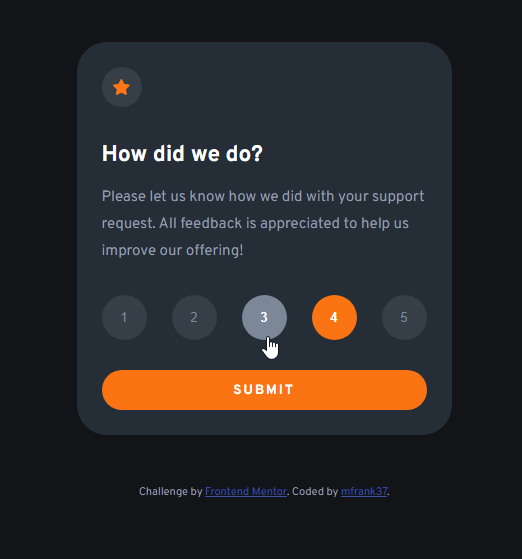 How did we do?
Please let us know how we did with your support
request. All feedback is appreciated to help us
improve our offering!
1 2 3 4 5
SUBMIT
Challenge by Frontend Mentor. Coded by mfrank37.